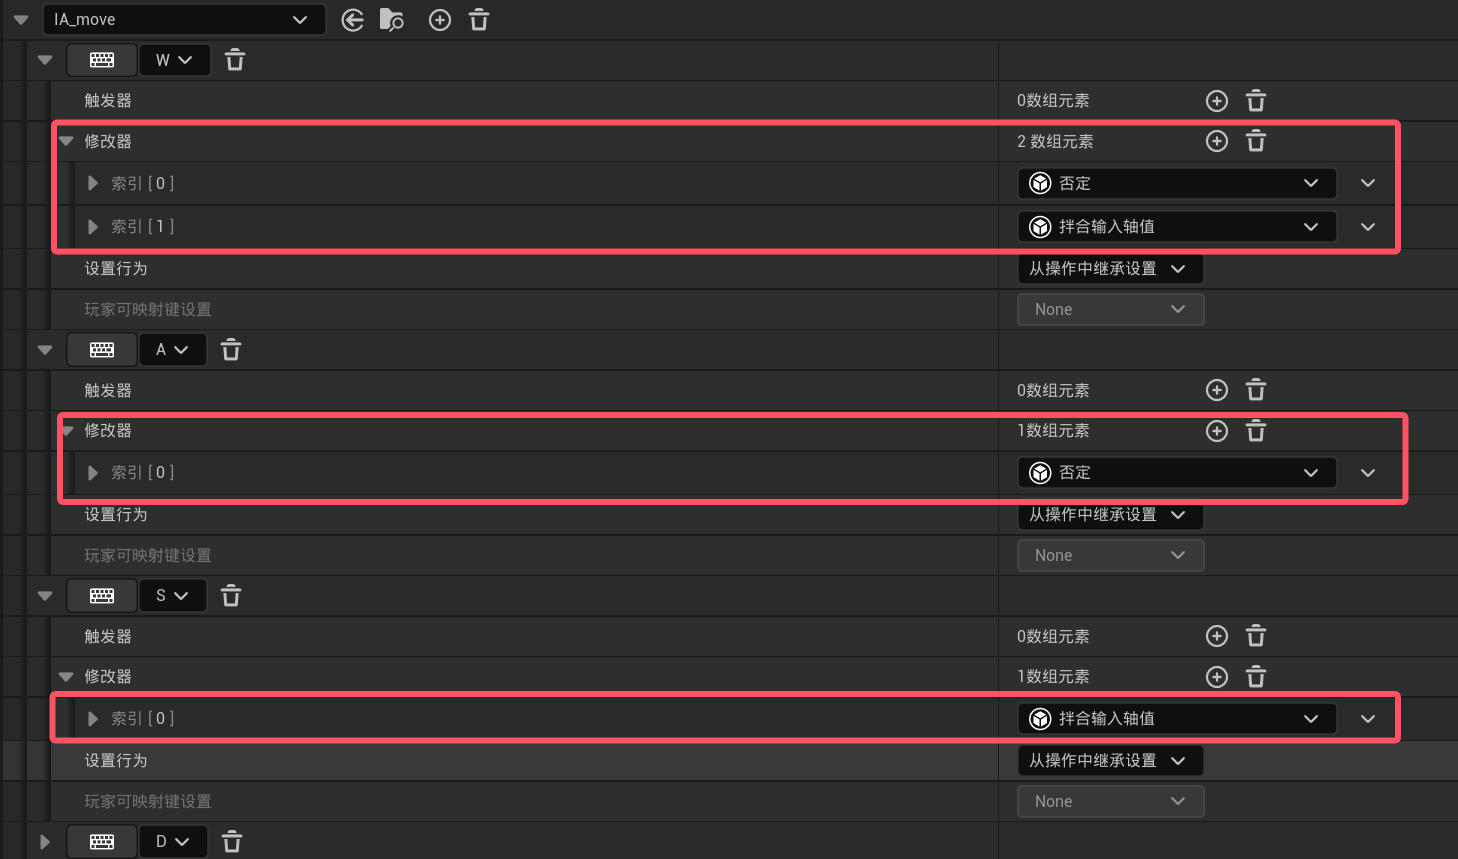 IA_move
W
触发器 0数组元素
修改器 2 数组元素
索引 [ 0 ] 否定
索引 [ 1 ] 拌合输入轴值
设置行为 从操作中继承设置
玩家可映射键设置 None
A
触发器 0数组元素
修改器 1数组元素
索引 [ 0 ] 否定
设置行为 从操作中继承设置
玩家可映射键设置 None
S
触发器 0数组元素
修改器 1数组元素
索引 [ 0 ] 拌合输入轴值
设置行为 从操作中继承设置
玩家可映射键设置 None
D